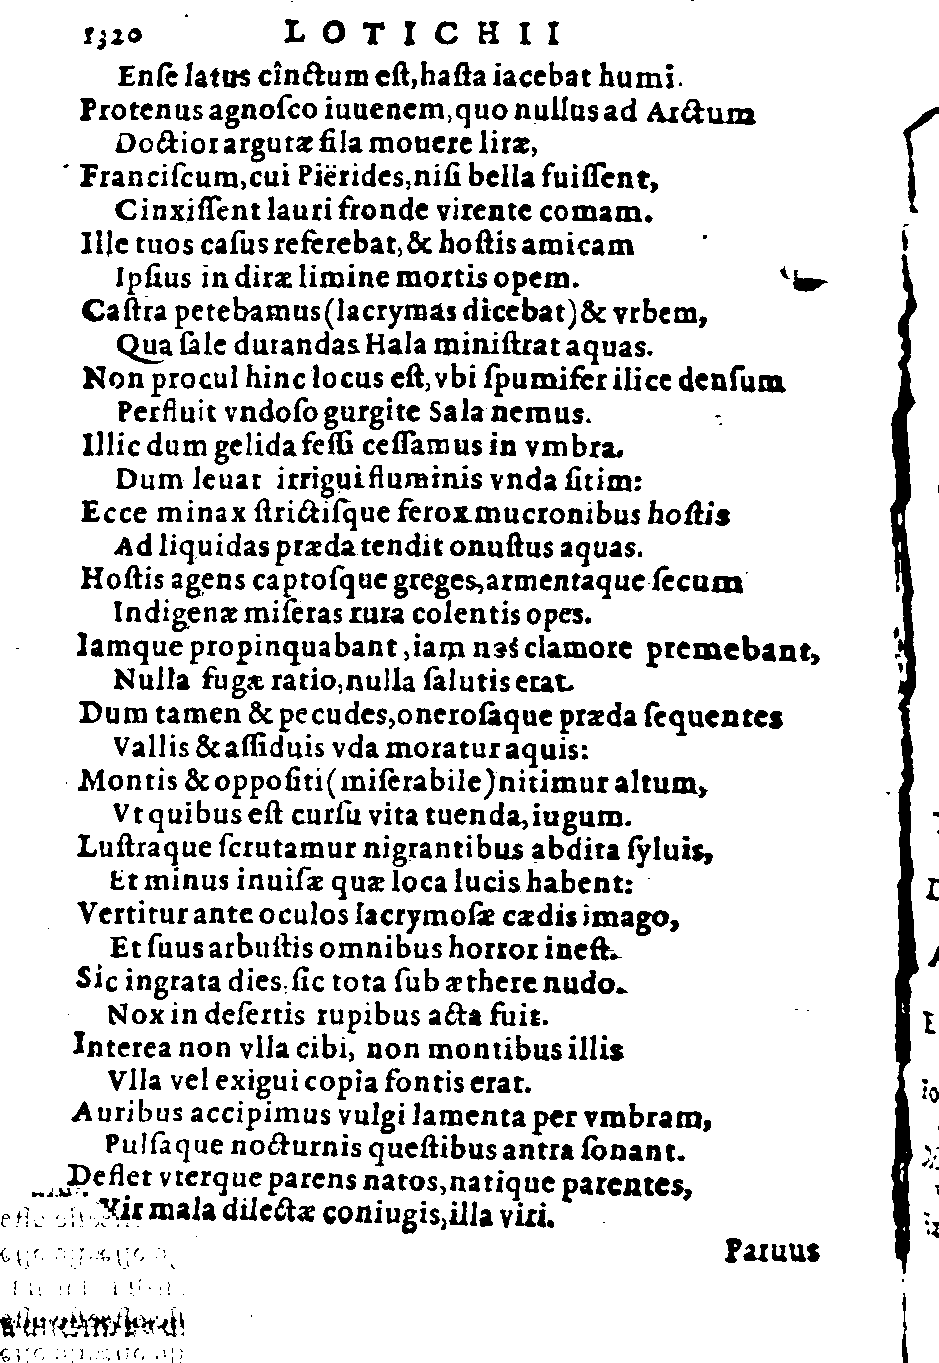 1320 LOTICHII
Enſe latus cînctum eſt, haſta iacebat humi.
Protenus agnoſco iuuenem, quo nullus ad Arctum
Doctior argutæ fila mouere liræ,
Franciſcum, cui Piërides, niſi bella fuiſſent,
Cinxiſſent lauri fronde virente comam.
Ille tuos caſus referebat, & hoſtis amicam
Ipſius in diræ limine mortis opem.
Caſtra petebamus (lacrymas dicebat) & vrbem,
Qua ſale durandas Hala miniſtrat aquas.
Non procul hinc locus eſt, vbi ſpumifer ilice denſum
Perfluit vndoſo gurgite Sala nemus.
Illic dum gelida feſſi ceſſamus in vmbra.
Dum leuat irrigui fluminis vnda ſitim:
Ecce minax ſtrictiſque ferox mucronibus hoſtis
Ad liquidas præda tendit onuſtus aquas.
Hoſtis agens captoſque greges, armentaque ſecum
Indigenæ miſeras rura colentis opes.
Iamque propinquabant, iam nos clamore premebant,
Nulla fugæ ratio, nulla ſalutis erat.
Dum tamen & pecudes, oneroſaque præda ſequentes
Vallis & aſſiduis vda moratur aquis:
Montis & oppoſiti (miſerabile) nitimur altum,
Vt quibus eſt curſu vita tuenda, iugum.
Luſtraque ſcrutamur nigrantibus abdita ſyluis,
Et minus inuiſæ quæ loca lucis habent:
Vertitur ante oculos lacrymoſæ cædis imago,
Et ſuus arbuſtis omnibus horror ineſt.
Sic ingrata dies, ſic tota ſub æthere nudo.
Nox in deſertis rupibus acta fuit.
Interea non vlla cibi, non montibus illis
Vlla vel exigui copia fontis erat.
Auribus accipimus vulgi lamenta per vmbram,
Pulſaque nocturnis queſtibus antra ſonant.
Deflet vterque parens natos, natique parentes,
Vir mala dilectæ coniugis, illa viri.
Paruus